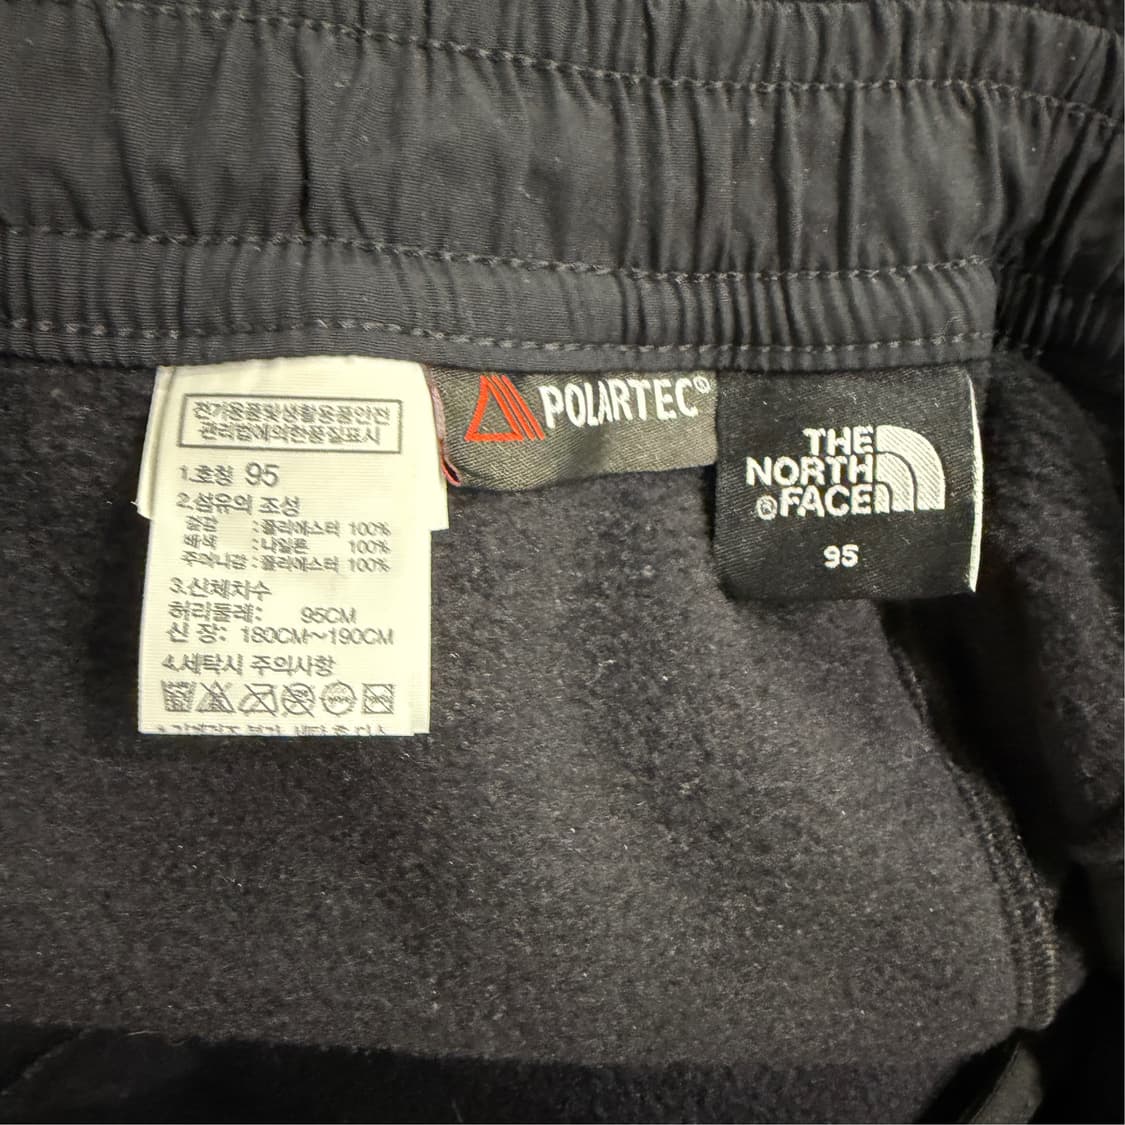 전기용품및생활용품안전
관리법에의한품질표시
1.호칭 95
2.섬유의 조성
겉감 :폴리에스터 100%
배색 :나일론 100%
주머니감:폴리에스터 100%
3.신체치수
허리둘레: 95CM
신 장: 180CM~190CM
4.세탁시 주의사항
POLARTEC®
THE
NORTH
®FACE
95